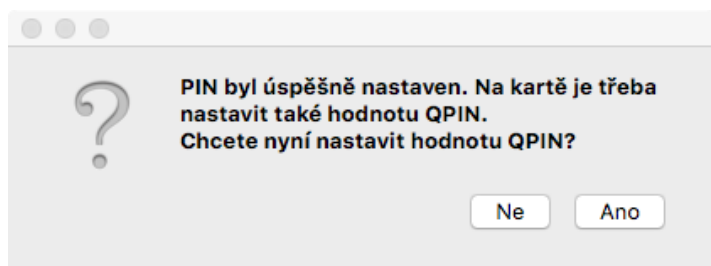 PIN byl úspěšně nastaven. Na kartě je třeba
nastavit také hodnotu QPIN.
Chcete nyní nastavit hodnotu QPIN?
Ne
Ano